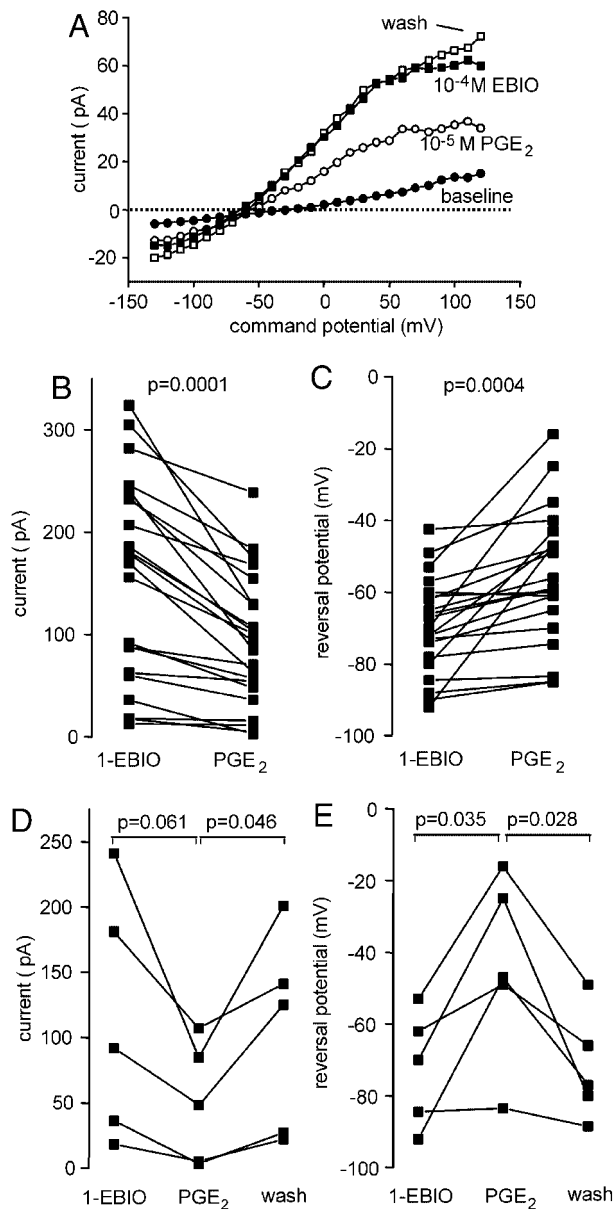 A
80
60
40
20
0
-20
current ( pA)
wash
10⁻⁴M EBIO
10⁻⁵ M PGE₂
baseline
-150 -100 -50 0 50 100 150
command potential (mV)
B
p=0.0001
300
200
100
0
current ( pA)
1-EBIO PGE₂
C
p=0.0004
0
-20
-40
-60
-80
-100
reversal potential (mV)
1-EBIO PGE₂
D
p=0.061 p=0.046
250
200
150
100
50
0
current ( pA)
1-EBIO PGE₂ wash
E
p=0.035 p=0.028
0
-20
-40
-60
-80
-100
reversal potential (mV)
1-EBIO PGE₂ wash